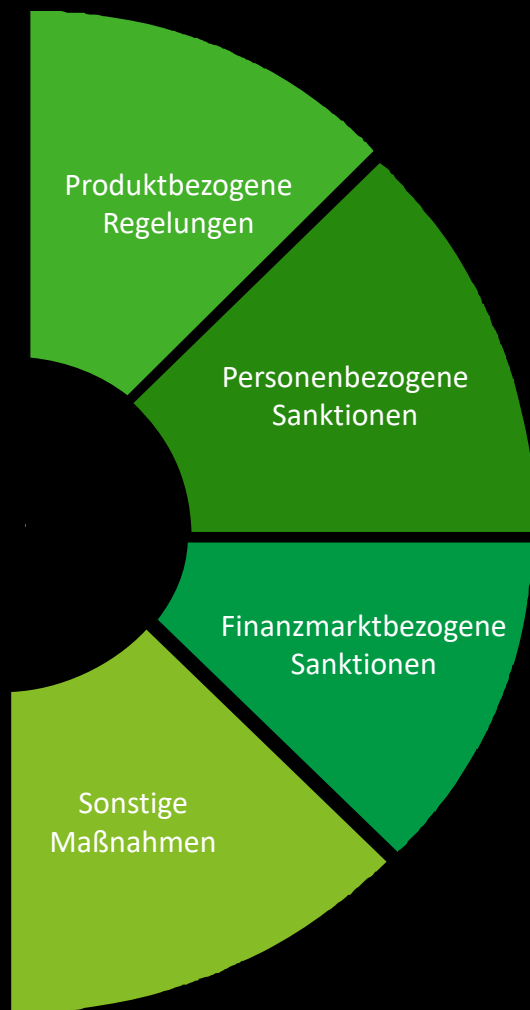 Produktbezogene
Regelungen
Personenbezogene
Sanktionen
Finanzmarktbezogene
Sanktionen
Sonstige
Maßnahmen